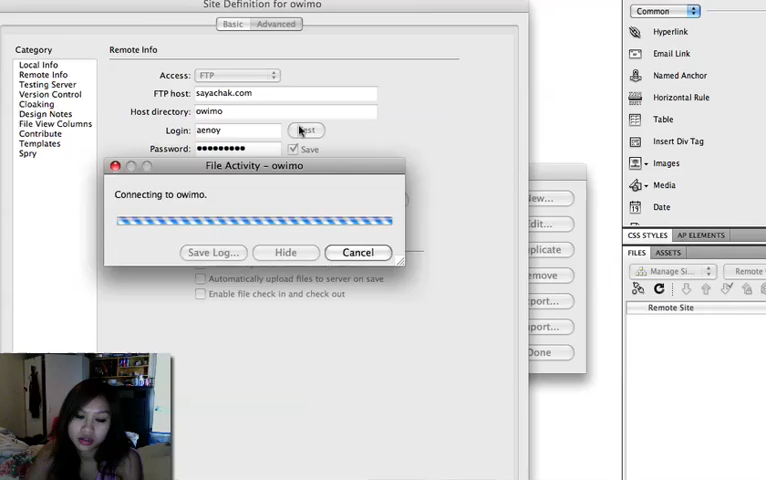 Site Definition for owimo
Basic
Advanced
Category
Local Info
Remote Info
Testing Server
Version Control
Cloaking
Design Notes
File View Columns
Contribute
Templates
Spry
Remote Info
Access: FTP
FTP host: sayachak.com
Host directory: owimo
Login: aenoy
Password: ••••••••• Save
File Activity - owimo
Connecting to owimo.
Save Log...
Hide
Cancel
Automatically upload files to server on save
Enable file check in and check out
Done
Common
Hyperlink
Email Link
Named Anchor
Horizontal Rule
Table
Insert Div Tag
Images
Media
Date
CSS STYLES
AP ELEMENTS
FILES
ASSETS
Manage Si...
Remote
Remote Site